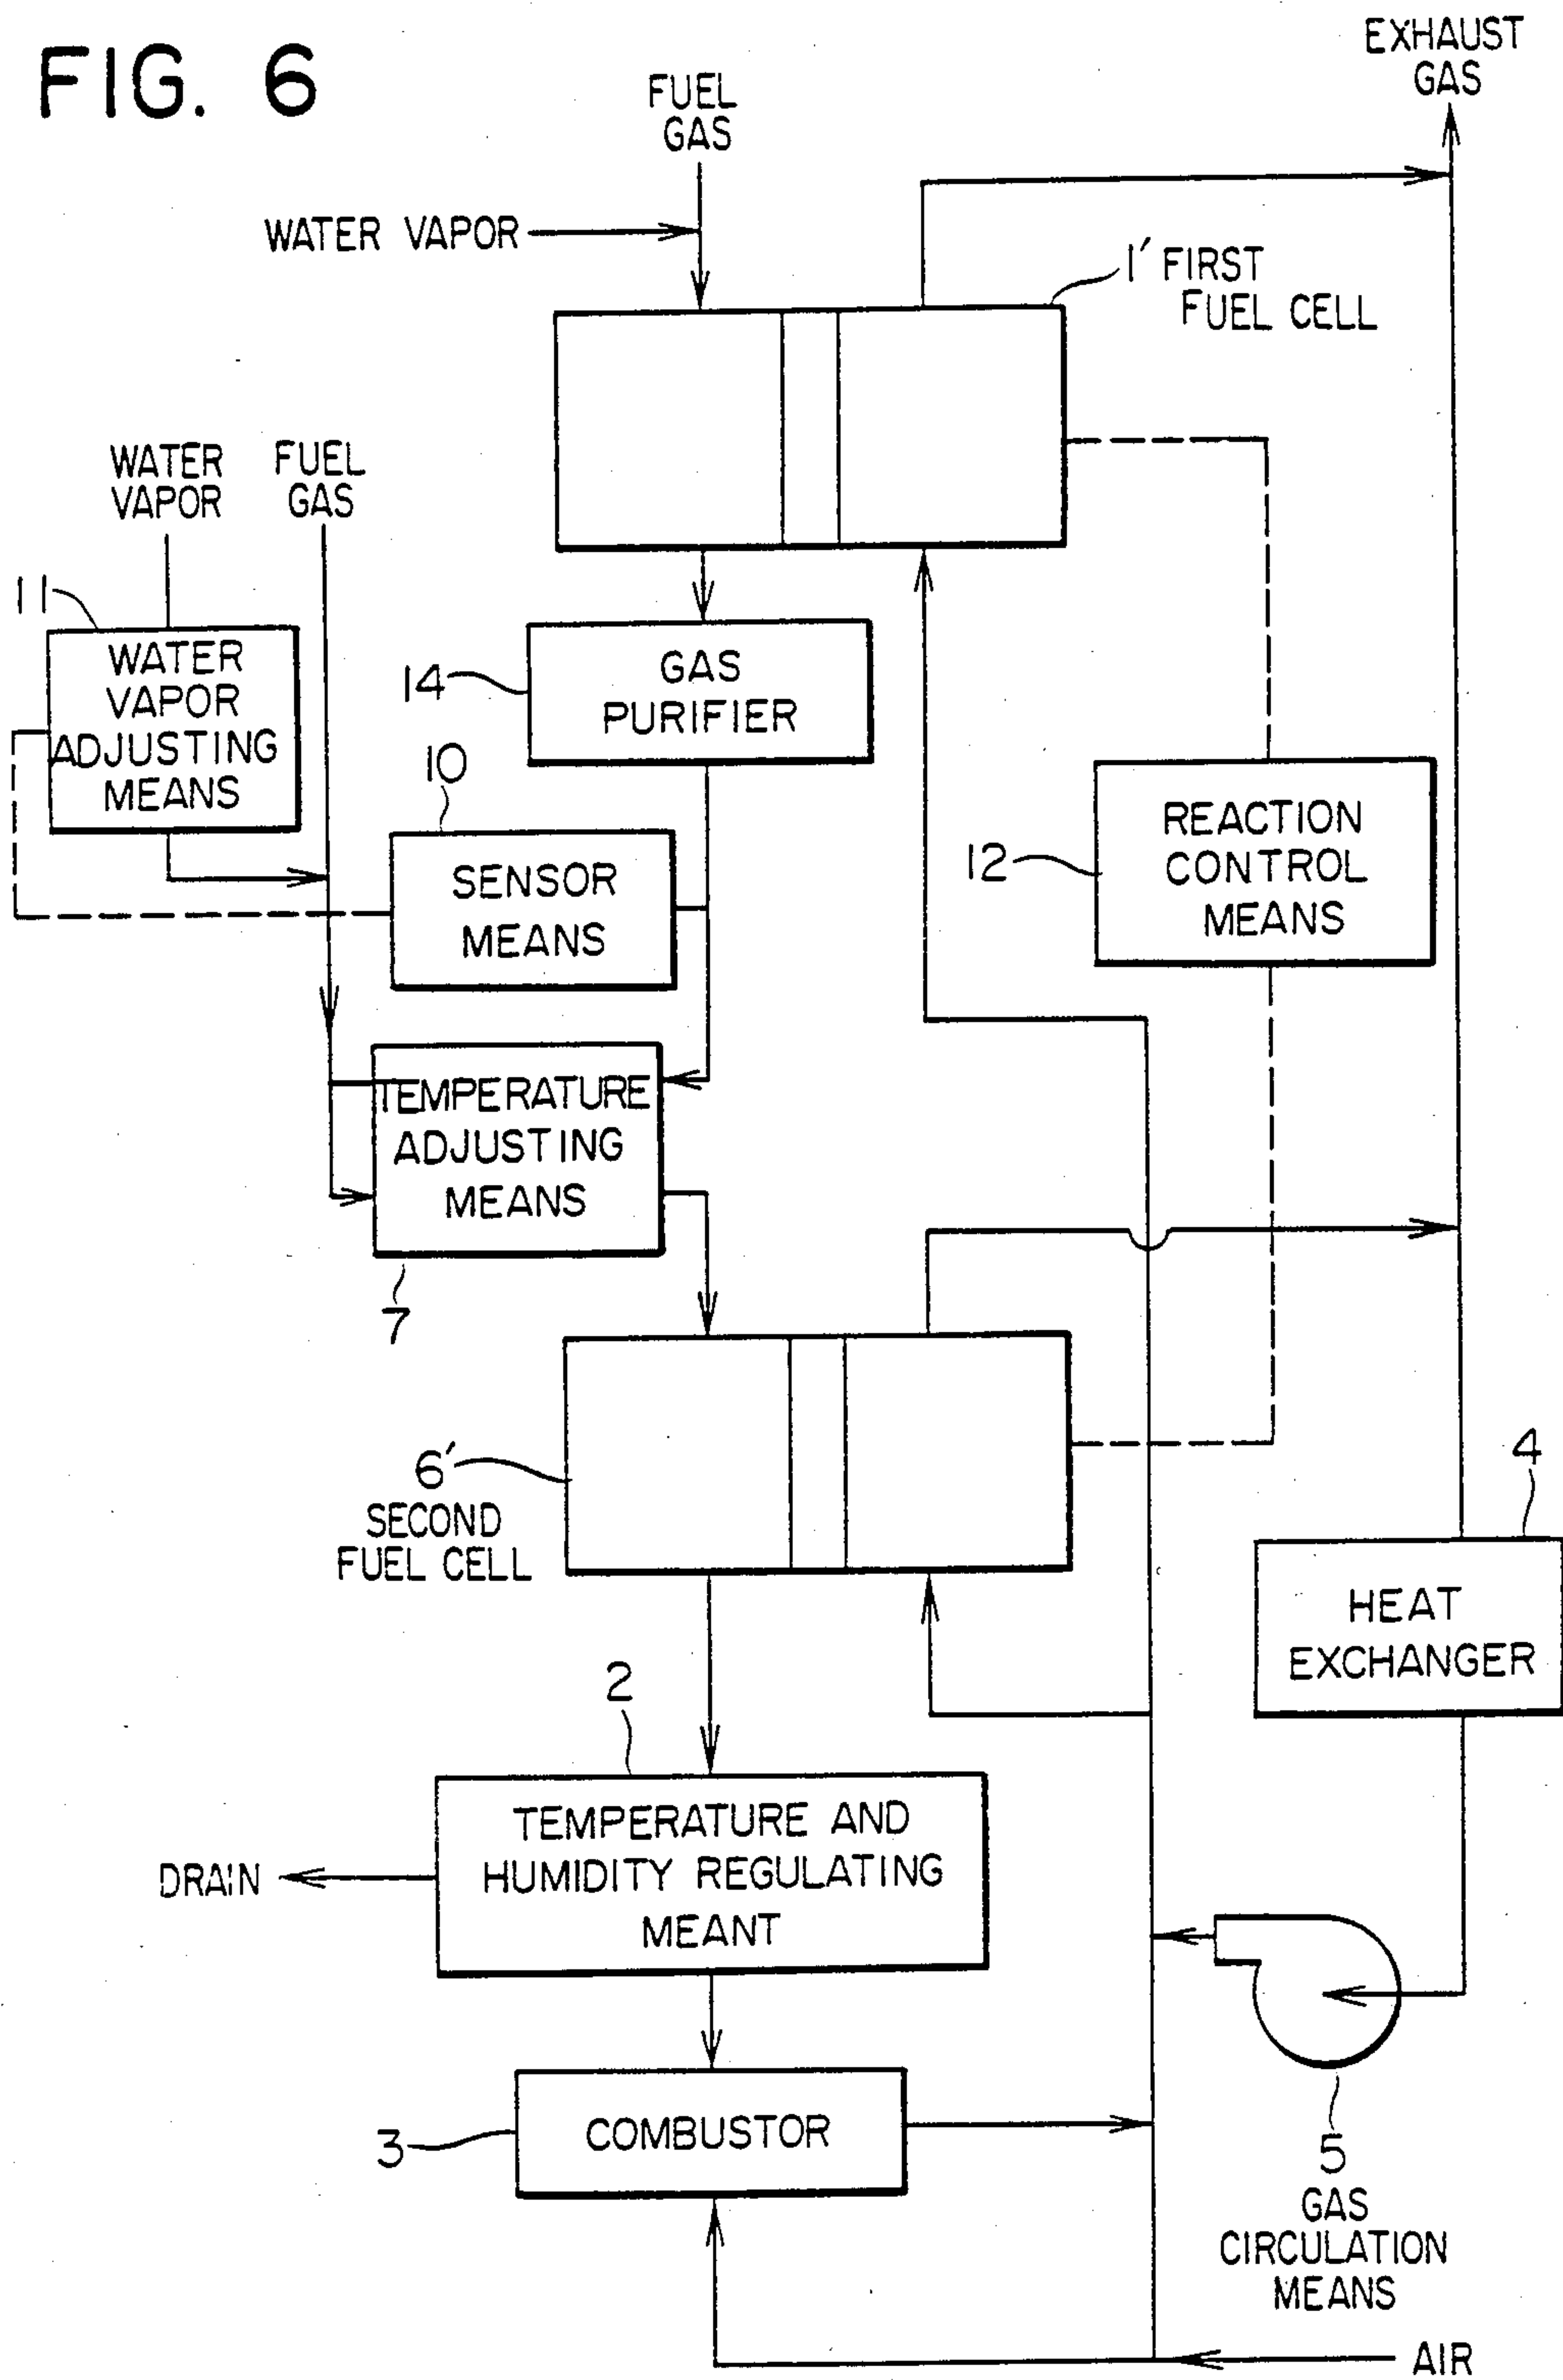 FIG. 6
EXHAUST
GAS
FUEL
GAS
WATER VAPOR
1' FIRST
FUEL CELL
WATER
VAPOR
FUEL
GAS
11
WATER
VAPOR
ADJUSTING
MEANS
14
GAS
PURIFIER
10
SENSOR
MEANS
12
REACTION
CONTROL
MEANS
TEMPERATURE
ADJUSTING
MEANS
7
6'
SECOND
FUEL CELL
4
HEAT
EXCHANGER
2
TEMPERATURE AND
HUMIDITY REGULATING
MEANT
DRAIN
3
COMBUSTOR
5
GAS
CIRCULATION
MEANS
AIR